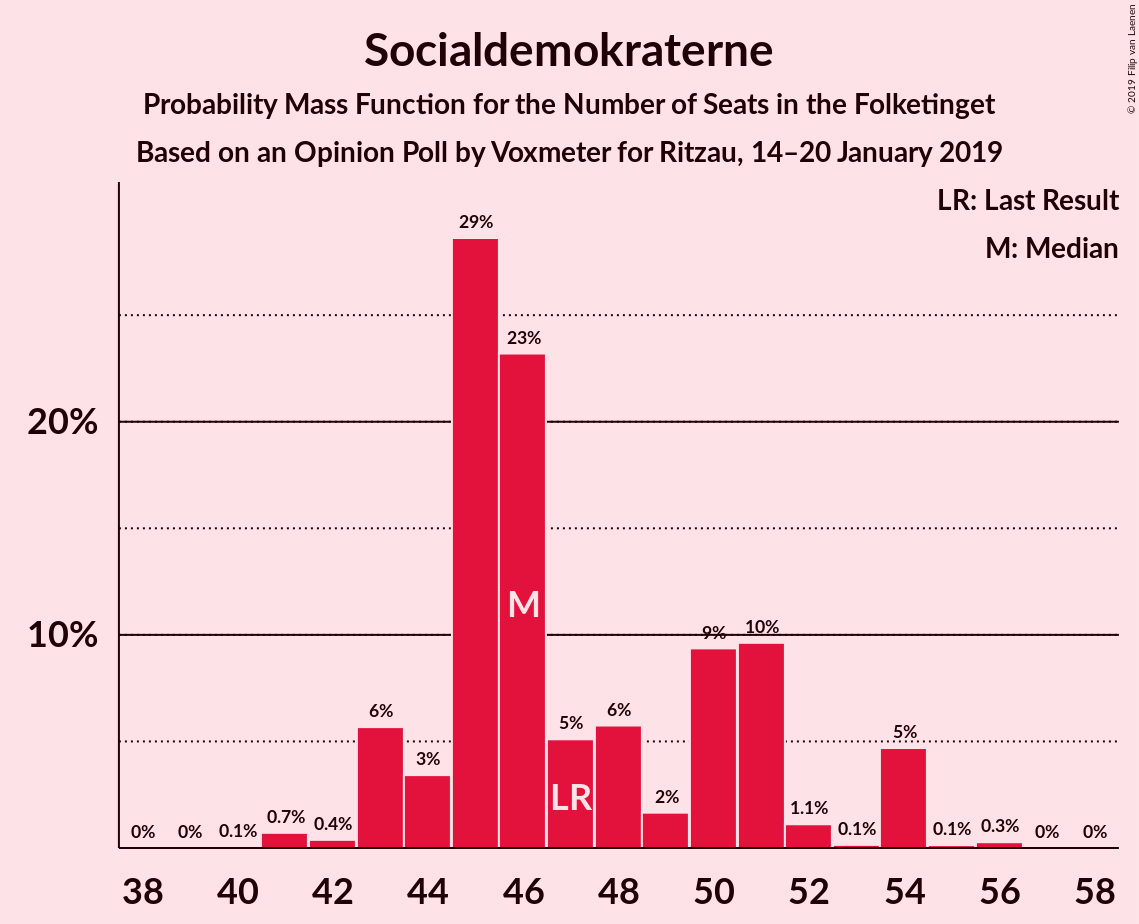 Socialdemokraterne
Probability Mass Function for the Number of Seats in the Folketinget
Based on an Opinion Poll by Voxmeter for Ritzau, 14–20 January 2019
© 2019 Filip van Laenen
LR: Last Result
M: Median
20%
10%
0%
0%
0.1%
0.7%
0.4%
6%
3%
29%
23%
5%
6%
2%
9%
10%
1.1%
0.1%
5%
0.1%
0.3%
0%
0%
M
LR
38 40 42 44 46 48 50 52 54 56 58